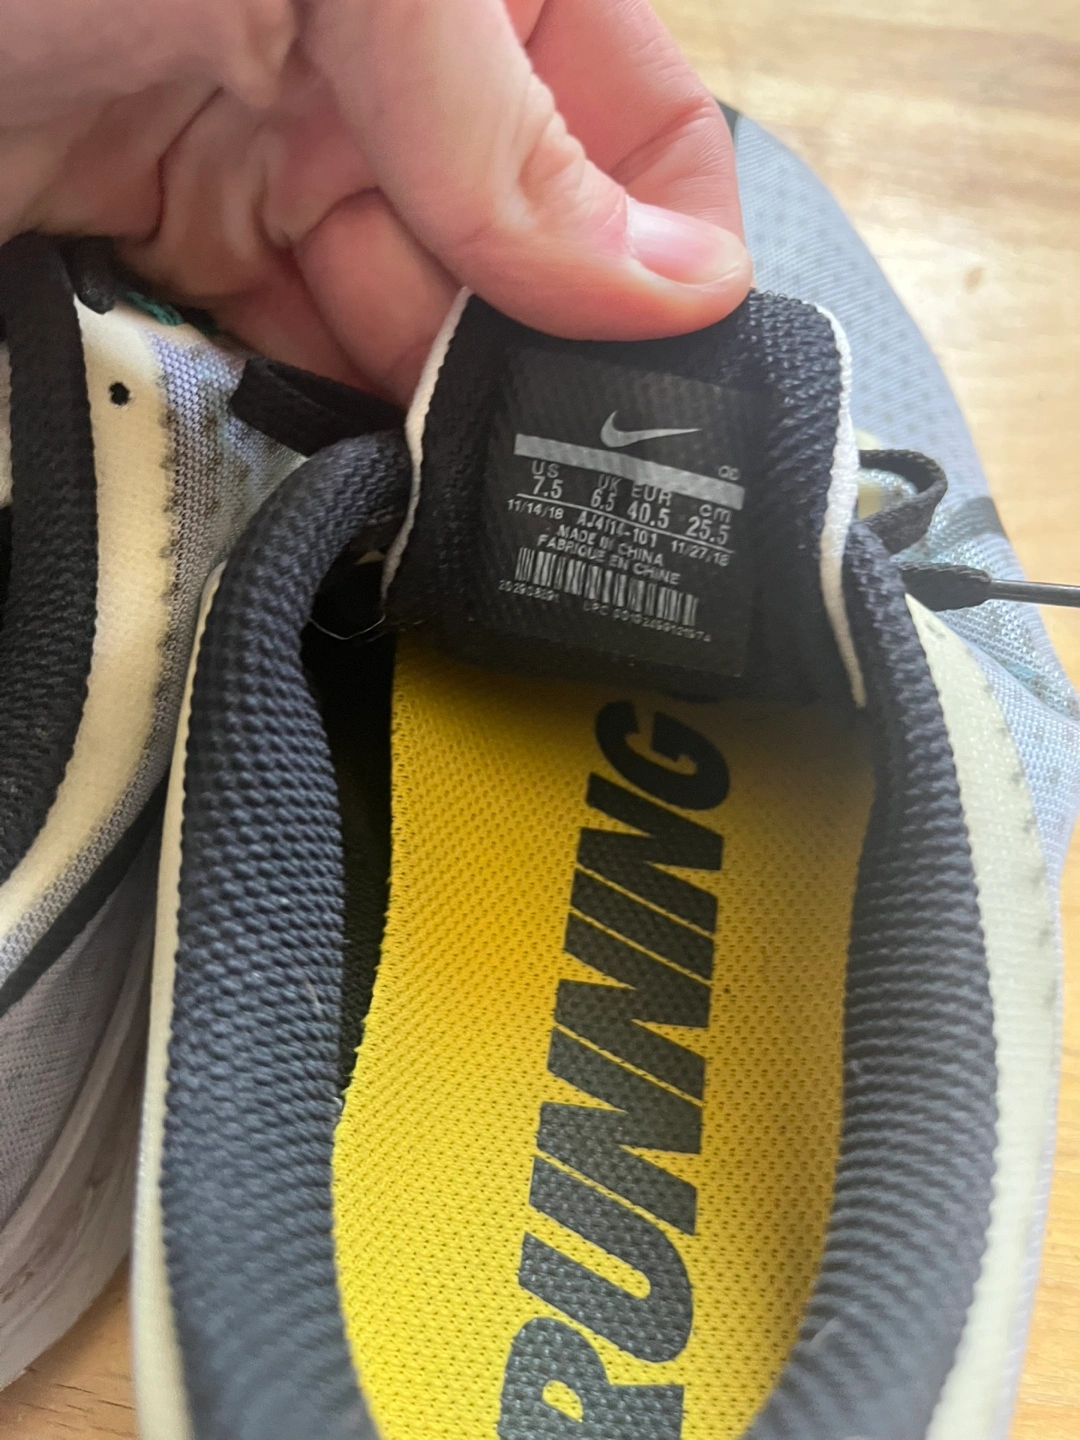 US UK EUR cm
7.5 6.5 40.5 25.5
11/14/18 AJ4114-101 11/27/18
MADE IN CHINA
FABRIQUE EN CHINE
RUNNING